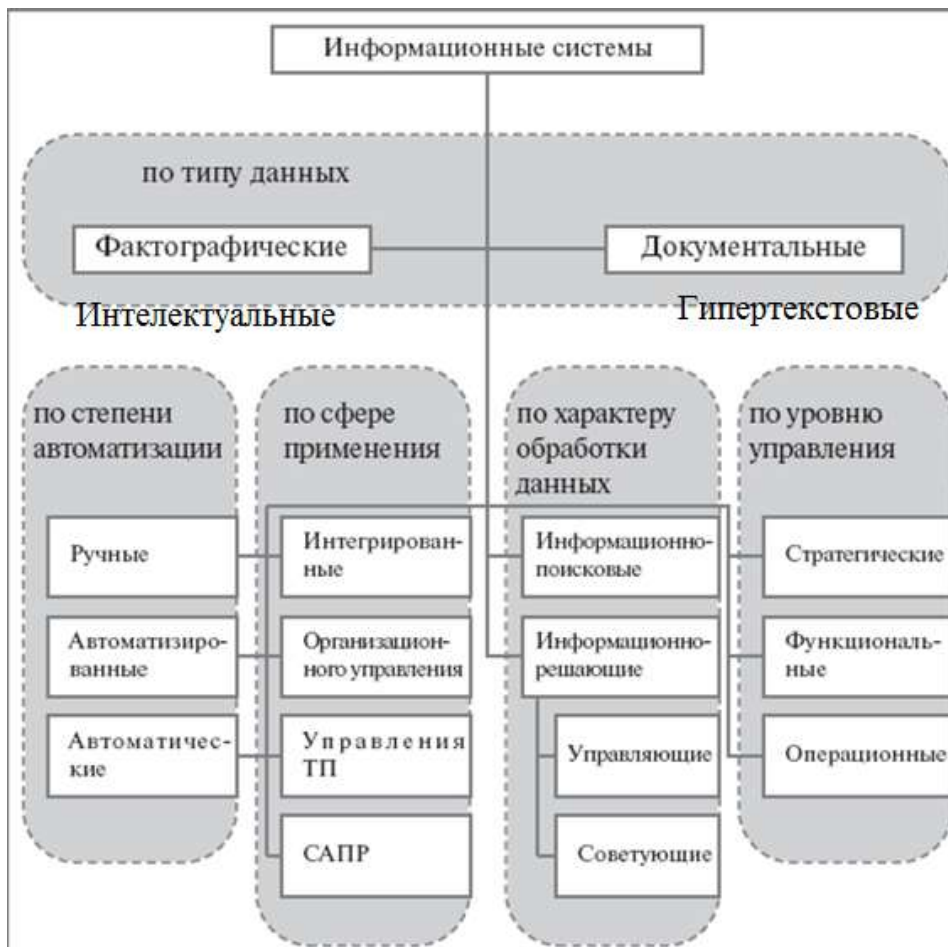 Информационные системы
по типу данных
Фактографические
Документальные
Интелектуальные
Гипертекстовые
по степени
автоматизации
Ручные
Автоматизиро-
ванные
Автоматичес-
кие
по сфере
применения
Интегрирован-
ные
Организацион-
ного управления
Управления
ТП
САПР
по характеру
обработки
данных
Информационно-
поисковые
Информационно-
решающие
Управляющие
Советующие
по уровню
управления
Стратегические
Функциональ-
ные
Операционные